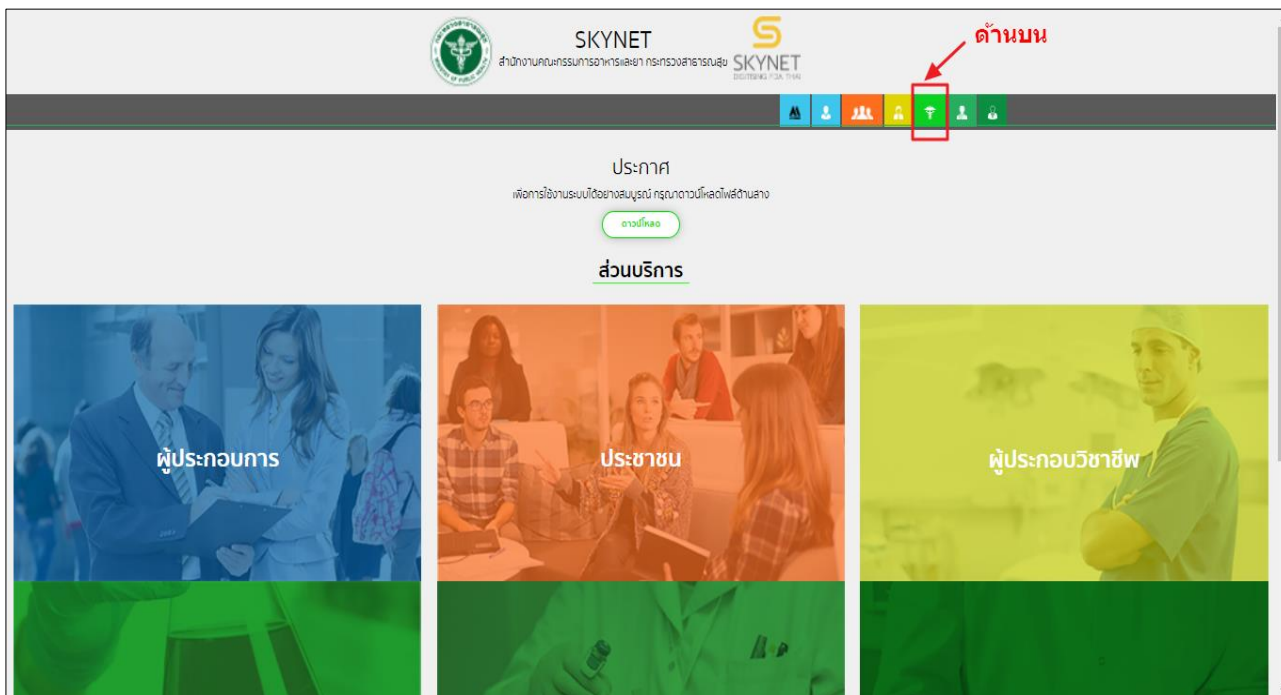 SKYNET
สำนักงานคณะกรรมการอาหารและยา กระทรวงสาธารณสุข
SKYNET
DIGITISING FDA THAI
ด้านบน
ประกาศ
เพื่อการใช้งานระบบได้อย่างสมบูรณ์ กรุณาดาวน์โหลดไฟล์ด้านล่าง
ดาวน์โหลด
ส่วนบริการ
ผู้ประกอบการ
ประชาชน
ผู้ประกอบวิชาชีพ